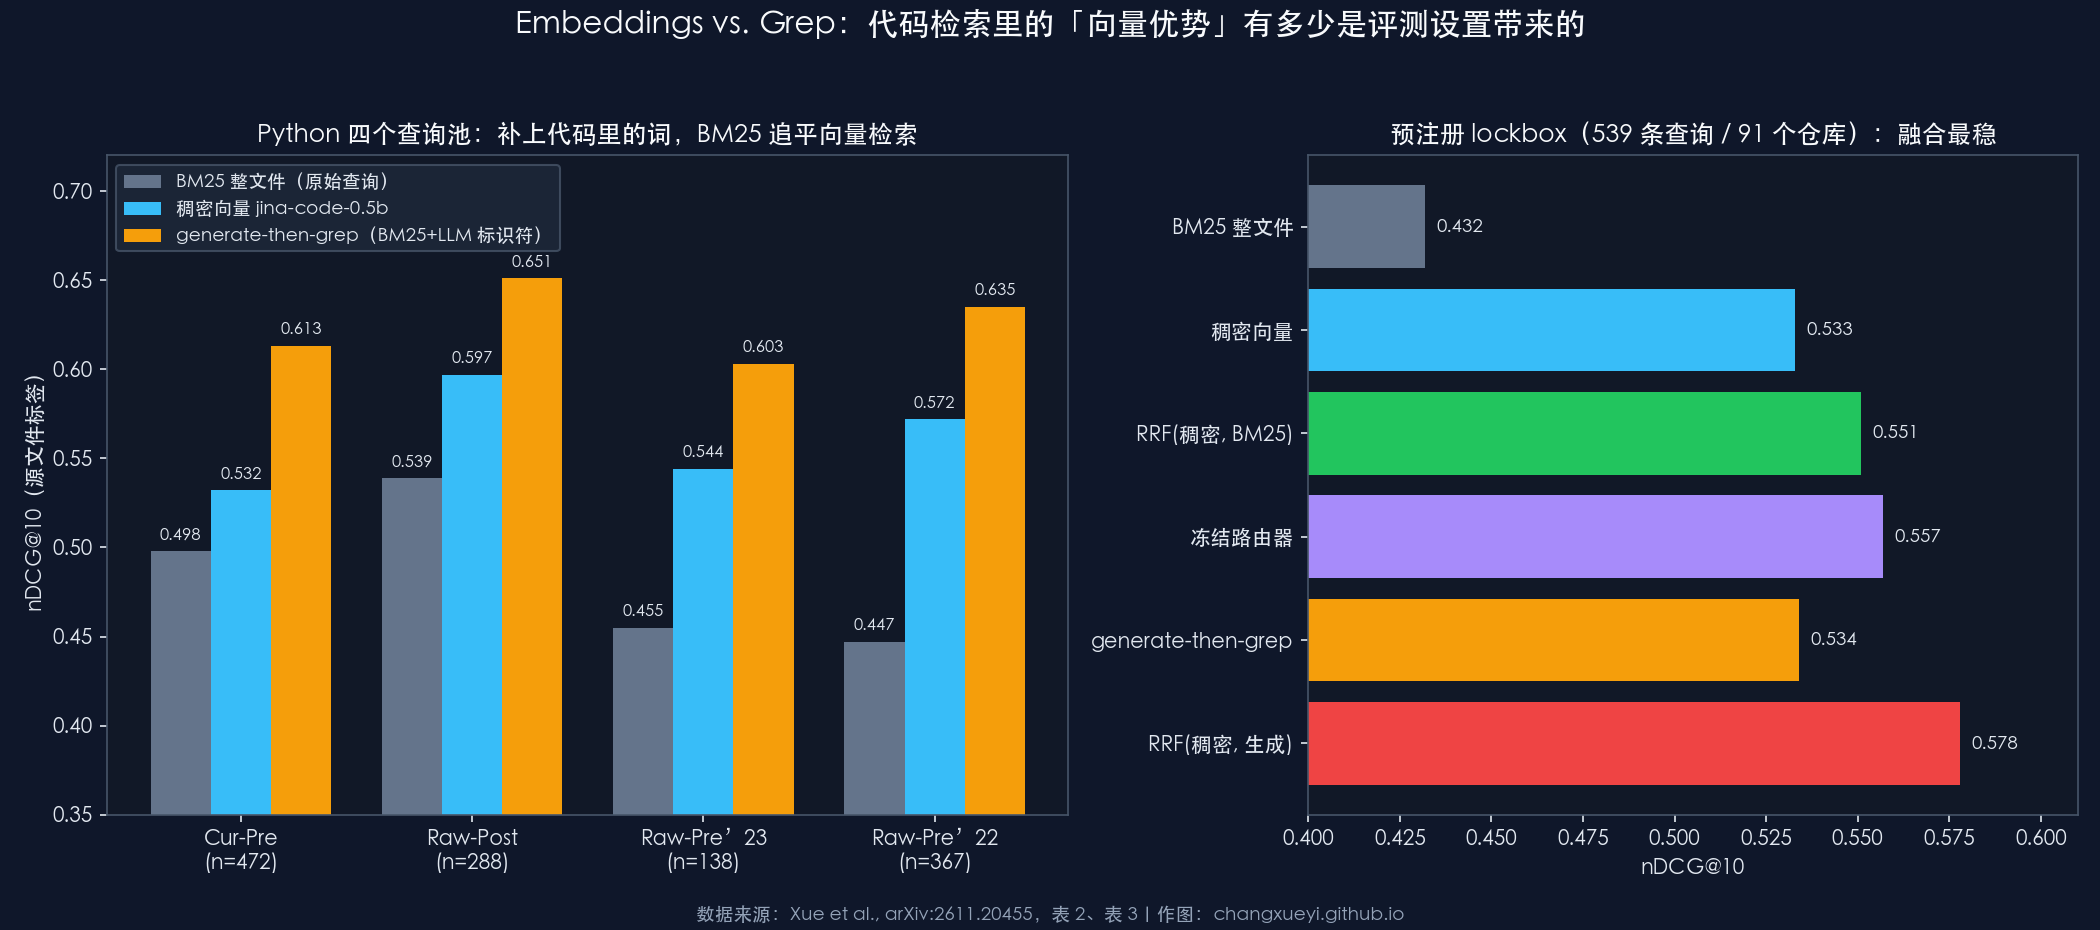 Embeddings vs. Grep：代码检索里的「向量优势」有多少是评测设置带来的
Python 四个查询池：补上代码里的词，BM25 追平向量检索
BM25 整文件（原始查询）
稠密向量 jina-code-0.5b
generate-then-grep（BM25+LLM 标识符）
nDCG@10（源文件标签）
0.70
0.65
0.60
0.55
0.50
0.45
0.40
0.35
0.498
0.532
0.613
0.539
0.597
0.651
0.455
0.544
0.603
0.447
0.572
0.635
Cur-Pre
(n=472)
Raw-Post
(n=288)
Raw-Pre’23
(n=138)
Raw-Pre’22
(n=367)
预注册 lockbox（539 条查询 / 91 个仓库）：融合最稳
BM25 整文件
0.432
稠密向量
0.533
RRF(稠密, BM25)
0.551
冻结路由器
0.557
generate-then-grep
0.534
RRF(稠密, 生成)
0.578
0.400
0.425
0.450
0.475
0.500
0.525
0.550
0.575
0.600
nDCG@10
数据来源：Xue et al., arXiv:2611.20455，表 2、表 3 | 作图：changxueyi.github.io